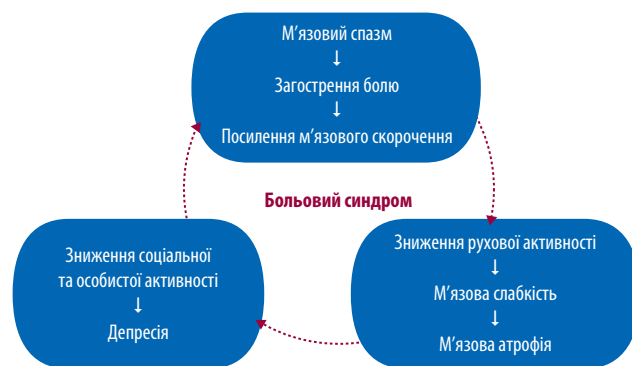 М’язовий спазм
↓
Загострення болю
↓
Посилення м’язового скорочення
Больовий синдром
Зниження соціальної
та особистої активності
↓
Депресія
Зниження рухової активності
↓
М’язова слабкість
↓
М’язова атрофія